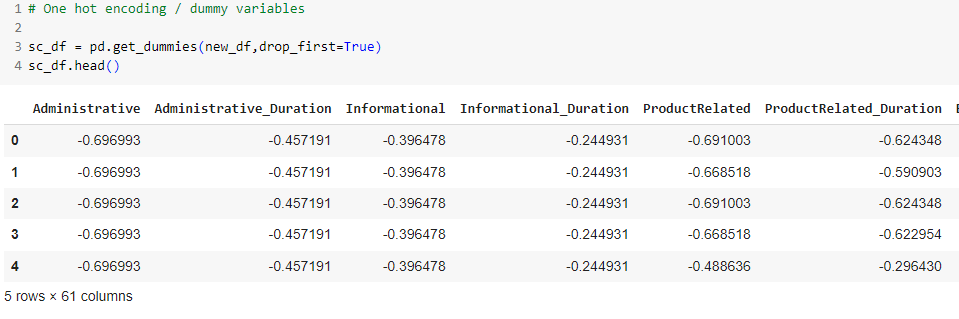 1 # One hot encoding / dummy variables
2
3 sc_df = pd.get_dummies(new_df,drop_first=True)
4 sc_df.head()
Administrative Administrative_Duration Informational Informational_Duration ProductRelated ProductRelated_Duration
0 -0.696993 -0.457191 -0.396478 -0.244931 -0.691003 -0.624348
1 -0.696993 -0.457191 -0.396478 -0.244931 -0.668518 -0.590903
2 -0.696993 -0.457191 -0.396478 -0.244931 -0.691003 -0.624348
3 -0.696993 -0.457191 -0.396478 -0.244931 -0.668518 -0.622954
4 -0.696993 -0.457191 -0.396478 -0.244931 -0.488636 -0.296430
5 rows × 61 columns